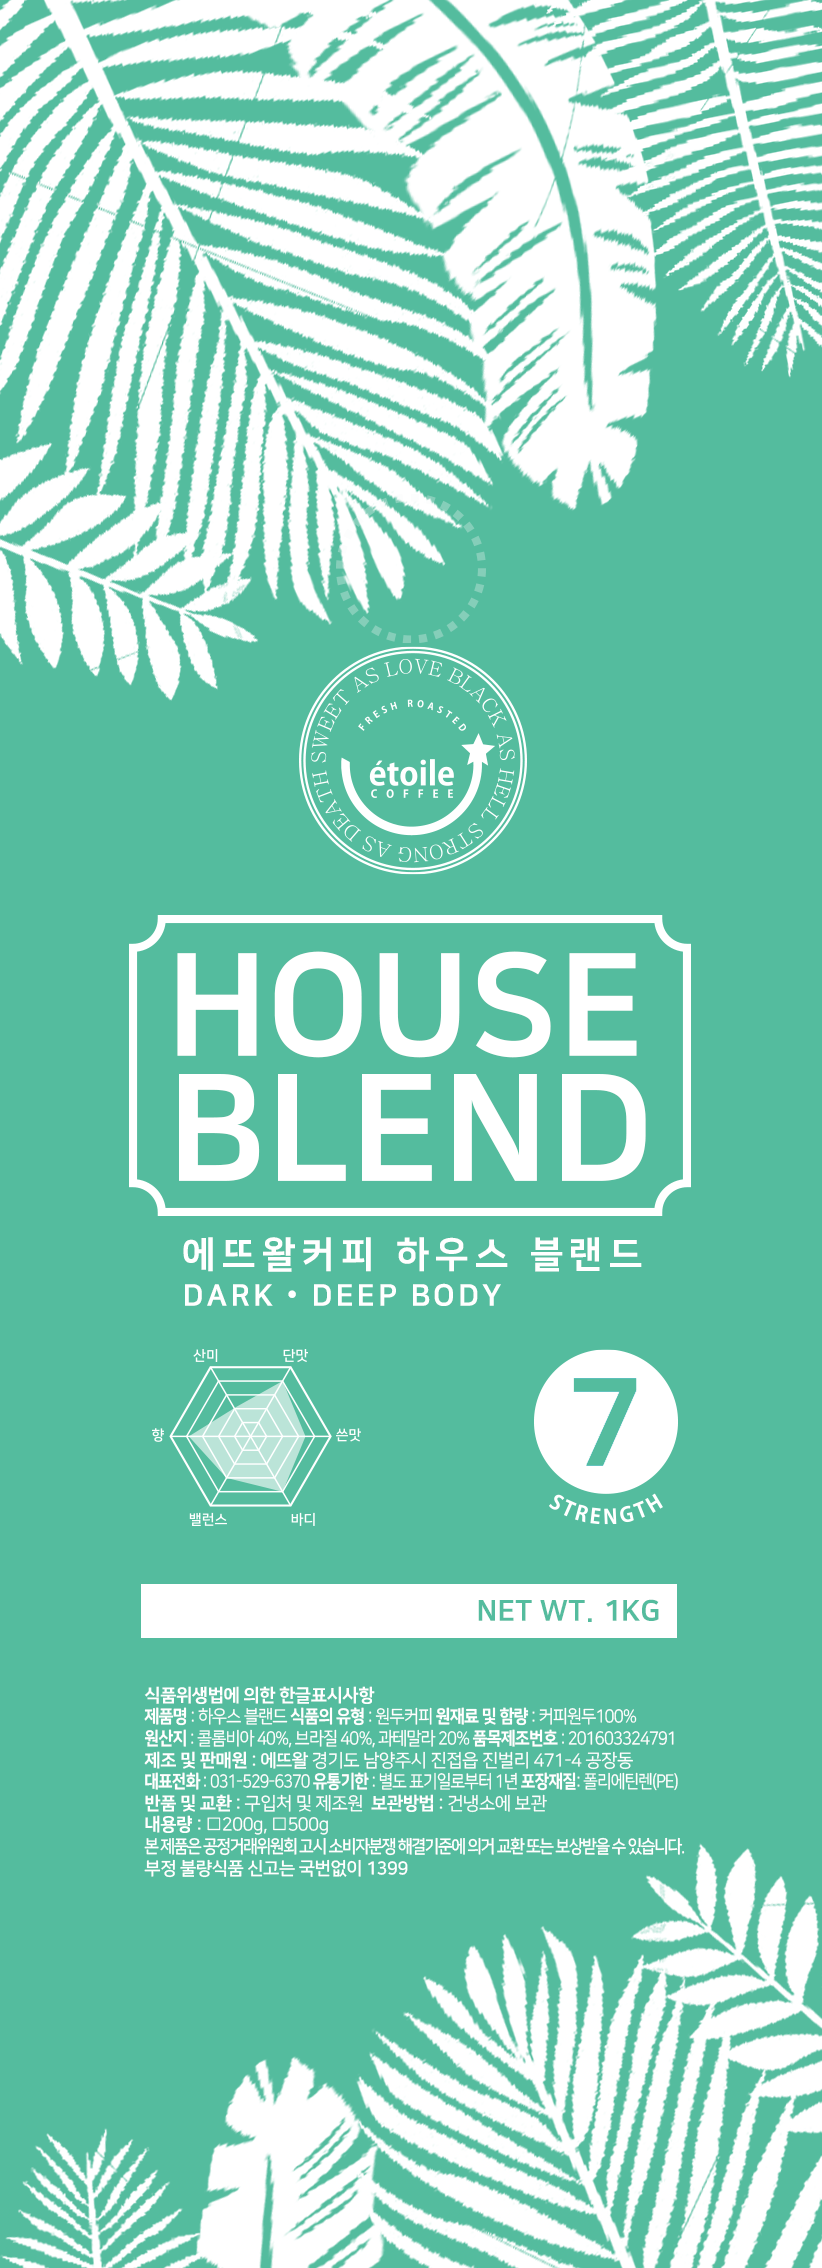 SWEET AS LOVE BLACK AS HELL STRONG AS DEATH
FRESH ROASTED
étoile
COFFEE
HOUSE
BLEND
에뜨왈커피 하우스 블랜드
DARK • DEEP BODY
산미 단맛
향 쓴맛
밸런스 바디
7
STRENGTH
NET WT. 1KG
식품위생법에 의한 한글표시사항
제품명 : 하우스 블랜드 식품의 유형 : 원두커피 원재료 및 함량 : 커피원두100%
원산지 : 콜롬비아 40%, 브라질 40%, 과테말라 20% 품목제조번호 : 201603324791
제조 및 판매원 : 에뜨왈 경기도 남양주시 진접읍 진벌리 471-4 공장동
대표전화 : 031-529-6370 유통기한 : 별도 표기일로부터 1년 포장재질: 폴리에틴렌(PE)
반품 및 교환 : 구입처 및 제조원 보관방법 : 건냉소에 보관
내용량 : □200g, □500g
본 제품은 공정거래위원회 고시 소비자분쟁 해결기준에 의거 교환 또는 보상받을 수 있습니다.
부정 불량식품 신고는 국번없이 1399